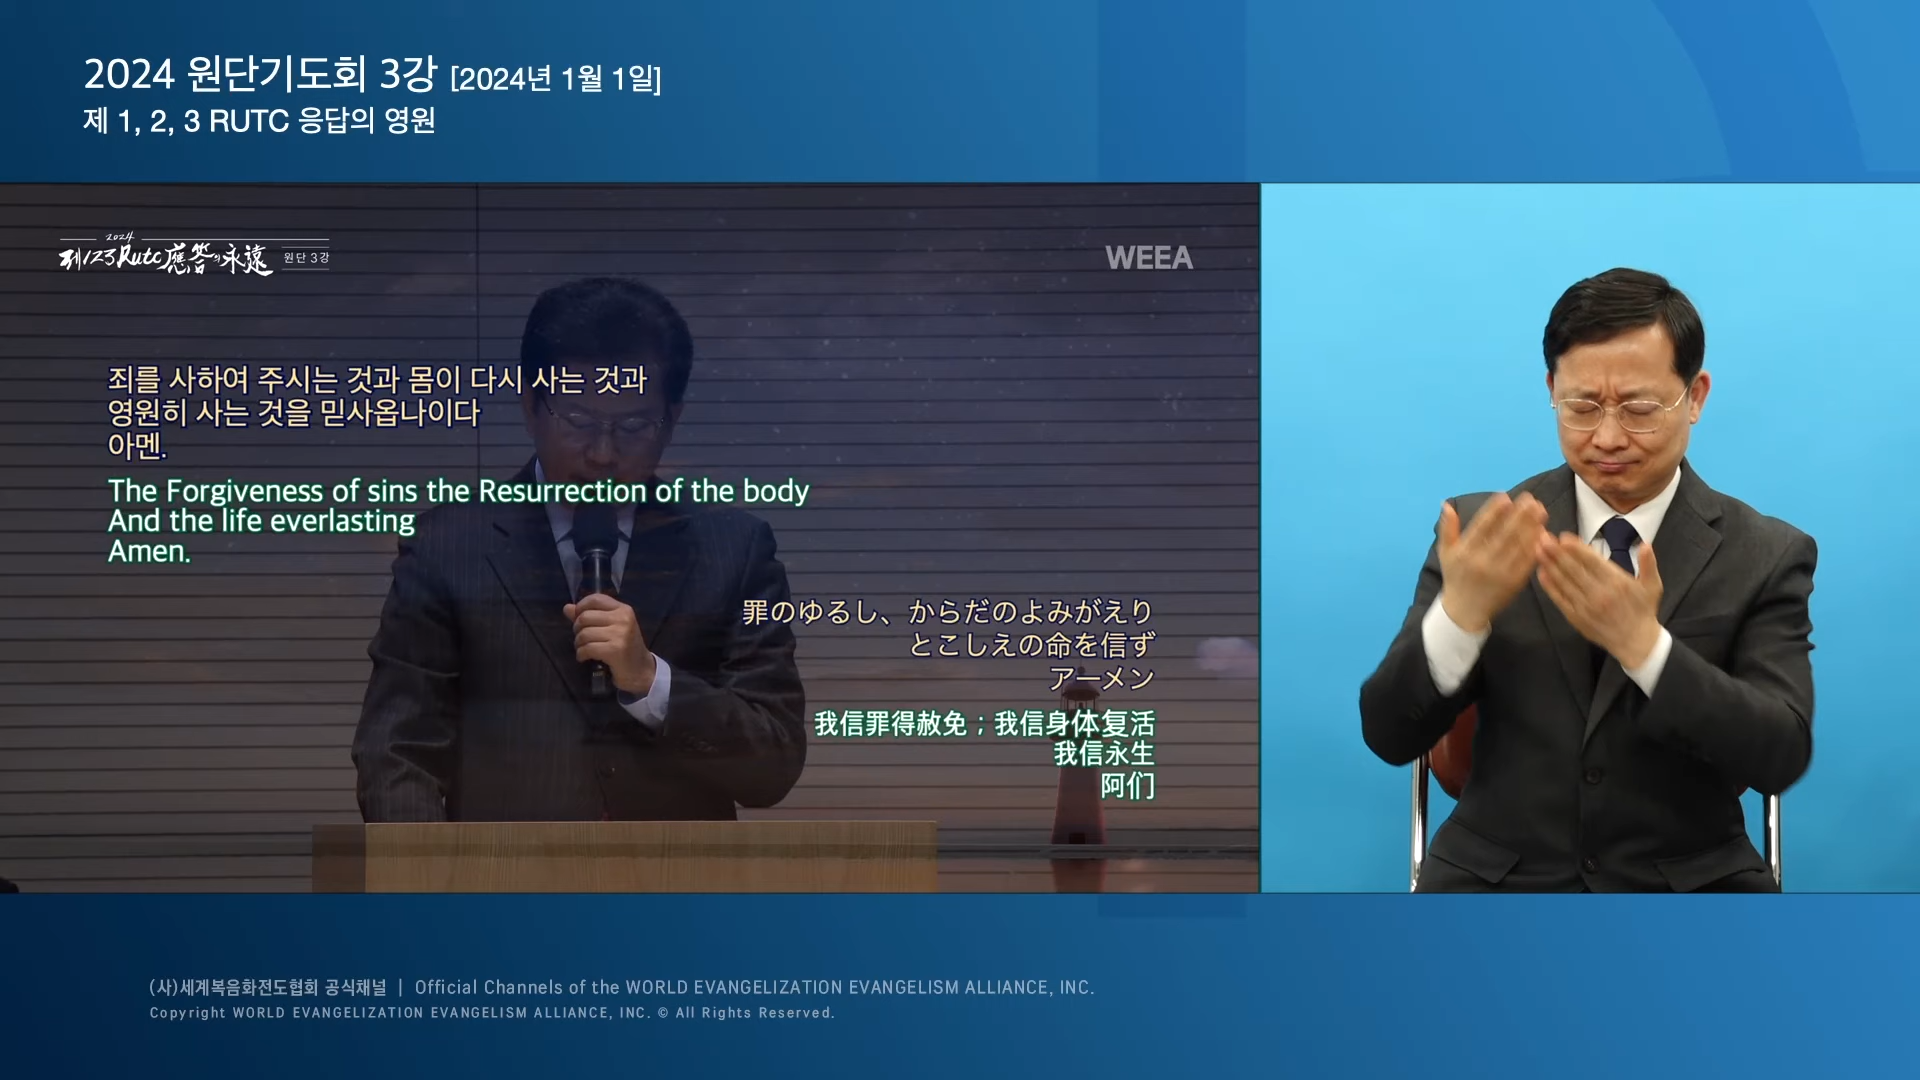 2024 원단기도회 3강 [2024년 1월 1일]
제 1, 2, 3 RUTC 응답의 영원
2024
제123 Rutc 應答의 永遠 원단 3강
WEEA
죄를 사하여 주시는 것과 몸이 다시 사는 것과
영원히 사는 것을 믿사옵나이다
아멘.
The Forgiveness of sins the Resurrection of the body
And the life everlasting
Amen.
罪のゆるし、からだのよみがえり
とこしえの命を信ず
アーメン
我信罪得赦免；我信身体复活
我信永生
阿们
(사)세계복음화전도협회 공식채널 | Official Channels of the WORLD EVANGELIZATION EVANGELISM ALLIANCE, INC.
Copyright WORLD EVANGELIZATION EVANGELISM ALLIANCE, INC. © All Rights Reserved.